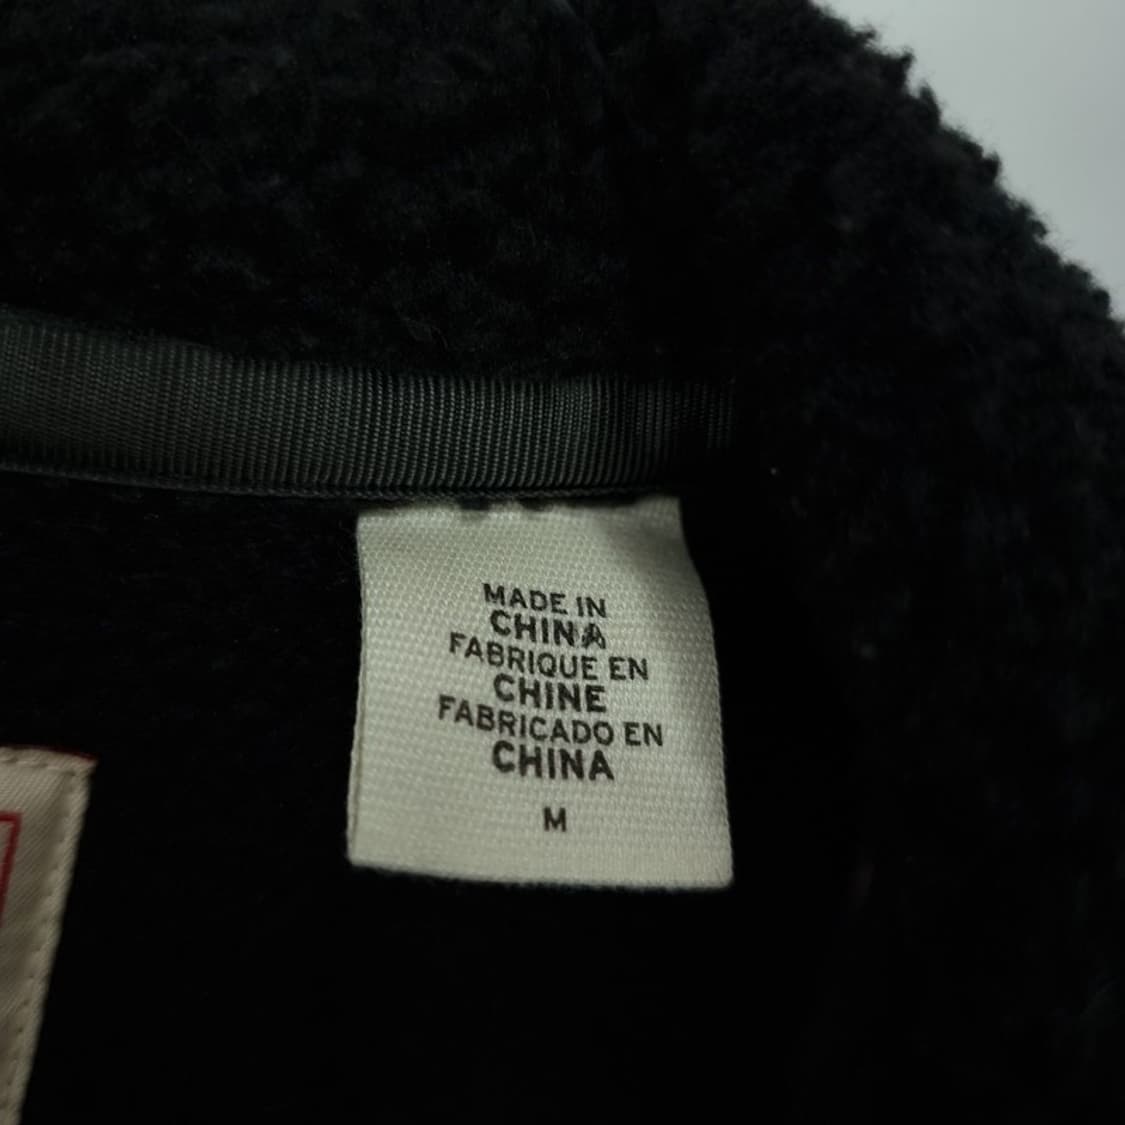 MADE IN
CHINA
FABRIQUE EN
CHINE
FABRICADO EN
CHINA
M